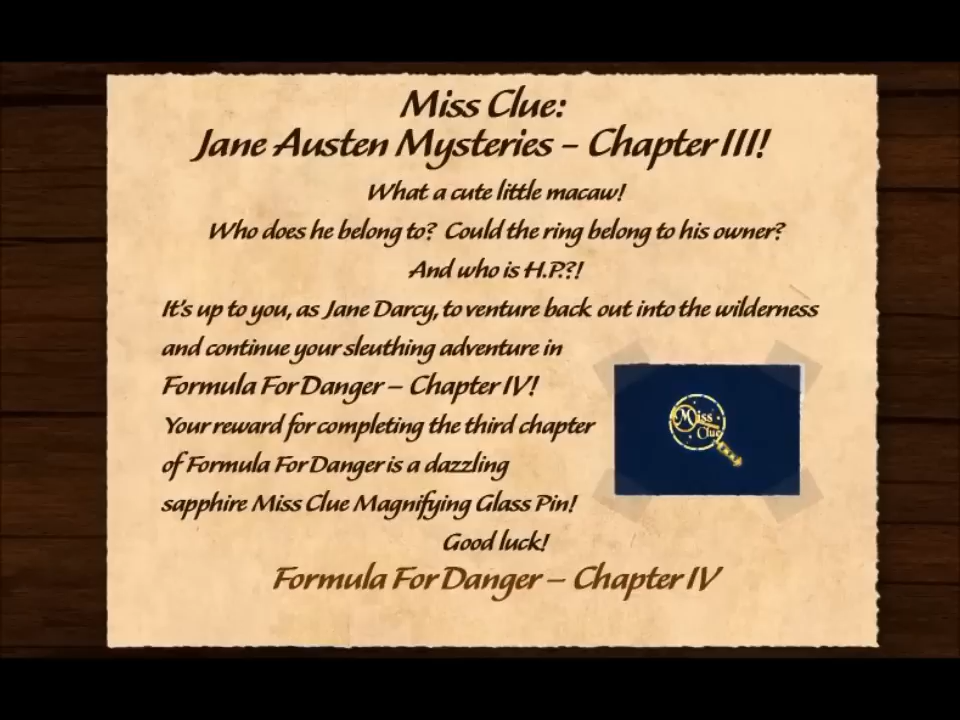 Miss Clue:
Jane Austen Mysteries – Chapter III!
What a cute little macaw!
Who does he belong to? Could the ring belong to his owner?
And who is H.P.?!
It's up to you, as Jane Darcy, to venture back out into the wilderness
and continue your sleuthing adventure in
Formula For Danger – Chapter IV!
Your reward for completing the third chapter
of Formula For Danger is a dazzling
sapphire Miss Clue Magnifying Glass Pin!
Miss
Clue
Good luck!
Formula For Danger – Chapter IV